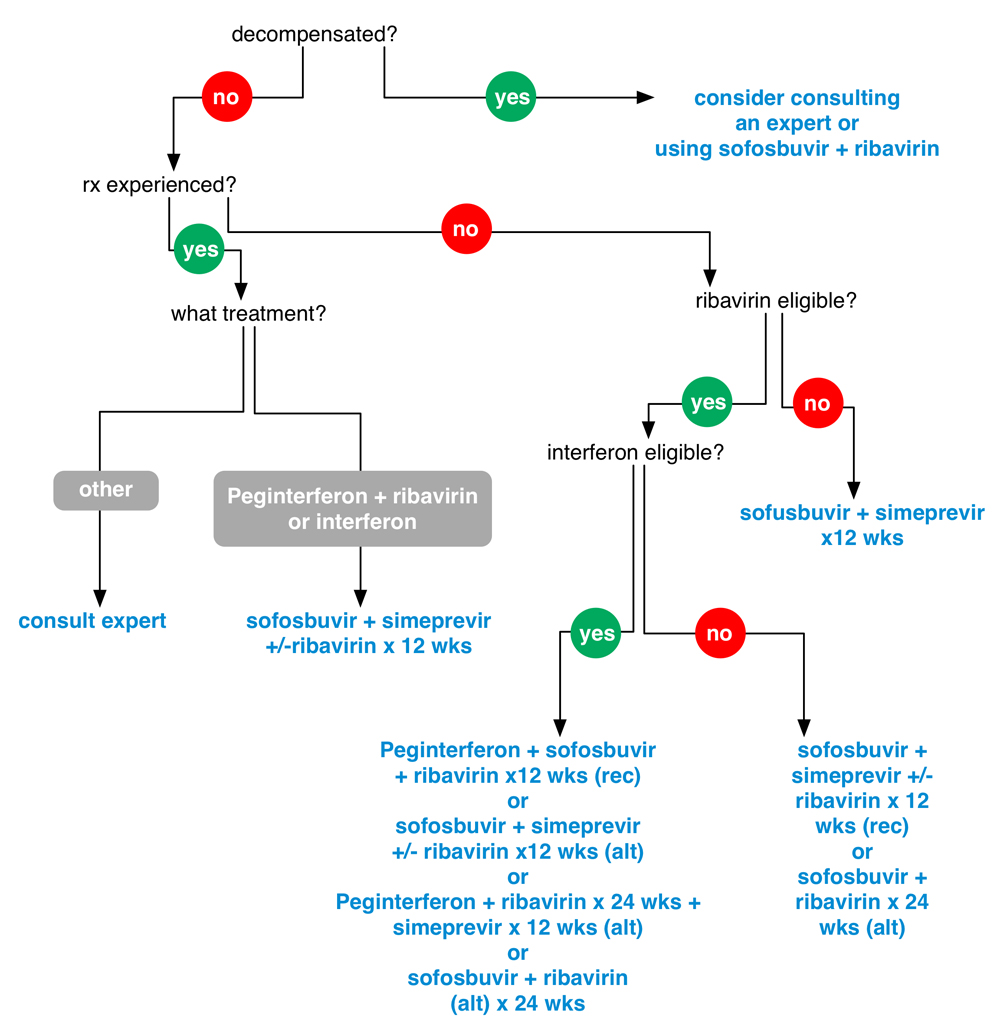 decompensated?
no
yes
consider consulting
an expert or
using sofosbuvir + ribavirin
rx experienced?
no
yes
what treatment?
ribavirin eligible?
yes
no
interferon eligible?
other
Peginterferon + ribavirin
or interferon
sofusbuvir + simeprevir
x12 wks
consult expert
sofosbuvir + simeprevir
+/-ribavirin x 12 wks
yes
no
Peginterferon + sofosbuvir
+ ribavirin x12 wks (rec)
or
sofosbuvir + simeprevir
+/- ribavirin x12 wks (alt)
or
Peginterferon + ribavirin x 24 wks +
simeprevir x 12 wks (alt)
or
sofosbuvir + ribavirin
(alt) x 24 wks
sofosbuvir +
simeprevir +/-
ribavirin x 12
wks (rec)
or
sofosbuvir +
ribavirin x 24
wks (alt)